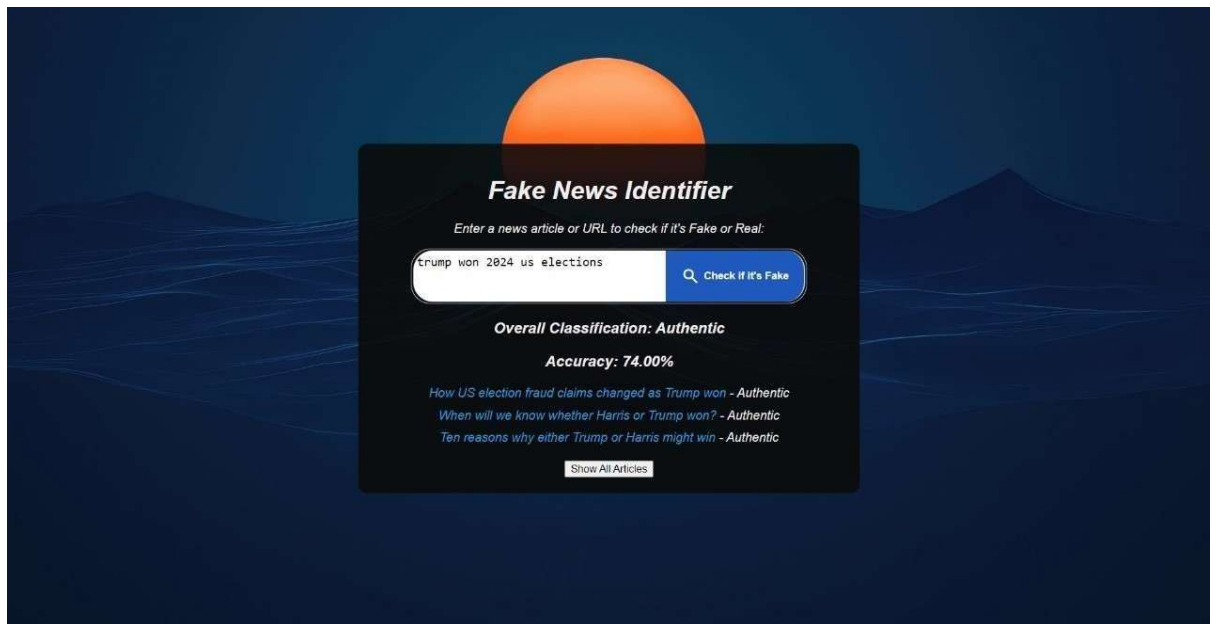 Fake News Identifier
Enter a news article or URL to check if it's Fake or Real:
trump won 2024 us elections
Check if it's Fake
Overall Classification: Authentic
Accuracy: 74.00%
How US election fraud claims changed as Trump won - Authentic
When will we know whether Harris or Trump won? - Authentic
Ten reasons why either Trump or Harris might win - Authentic
Show All Articles